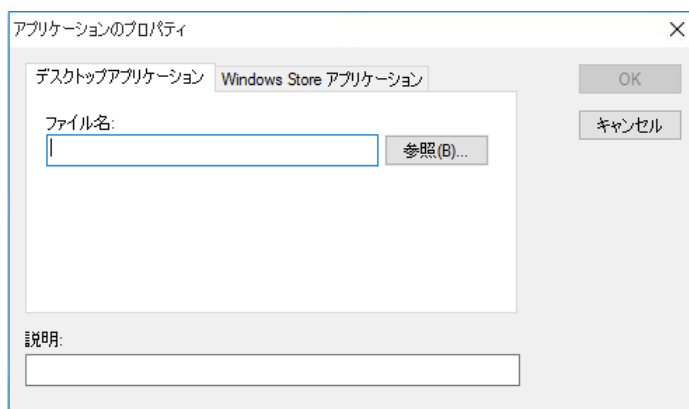 アプリケーションのプロパティ
デスクトップアプリケーション
Windows Store アプリケーション
OK
キャンセル
ファイル名:
参照(B)...
説明: